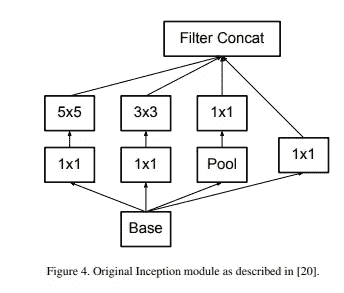 Filter Concat
5x5
3x3
1x1
1x1
1x1
Pool
1x1
Base
Figure 4. Original Inception module as described in [20].